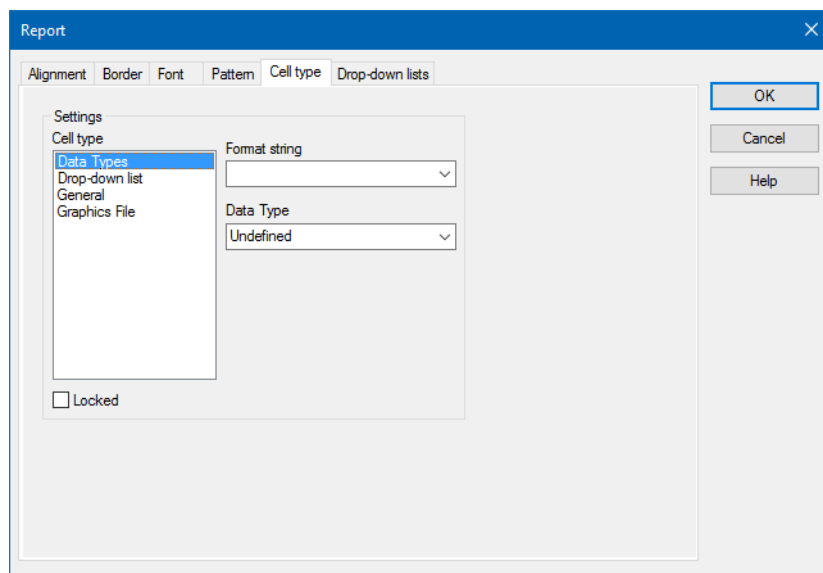 Report
Alignment Border Font Pattern Cell type Drop-down lists
OK
Cancel
Help
Settings
Cell type
Data Types
Drop-down list
General
Graphics File
Format string
Data Type
Undefined
Locked